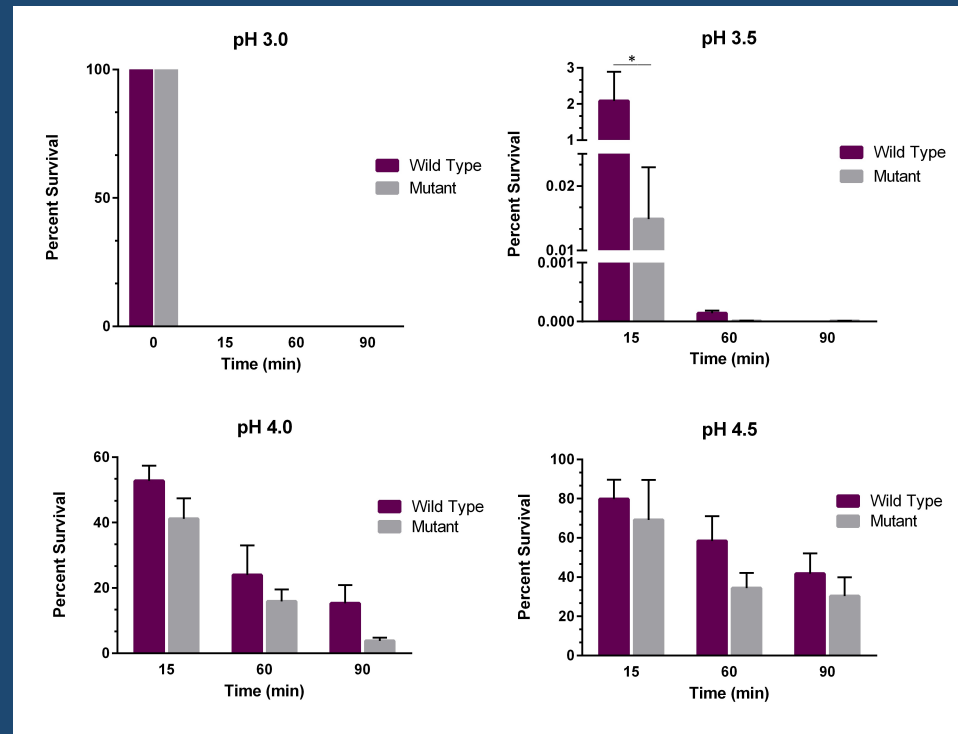 pH 3.0
Percent Survival
100
50
0
0 15 60 90
Time (min)
Wild Type
Mutant
pH 3.5
Percent Survival
3
2
1
0.02
0.01
0.001
0.000
*
15 60 90
Time (min)
Wild Type
Mutant
pH 4.0
Percent Survival
60
40
20
0
15 60 90
Time (min)
Wild Type
Mutant
pH 4.5
Percent Survival
100
80
60
40
20
0
15 60 90
Time (min)
Wild Type
Mutant